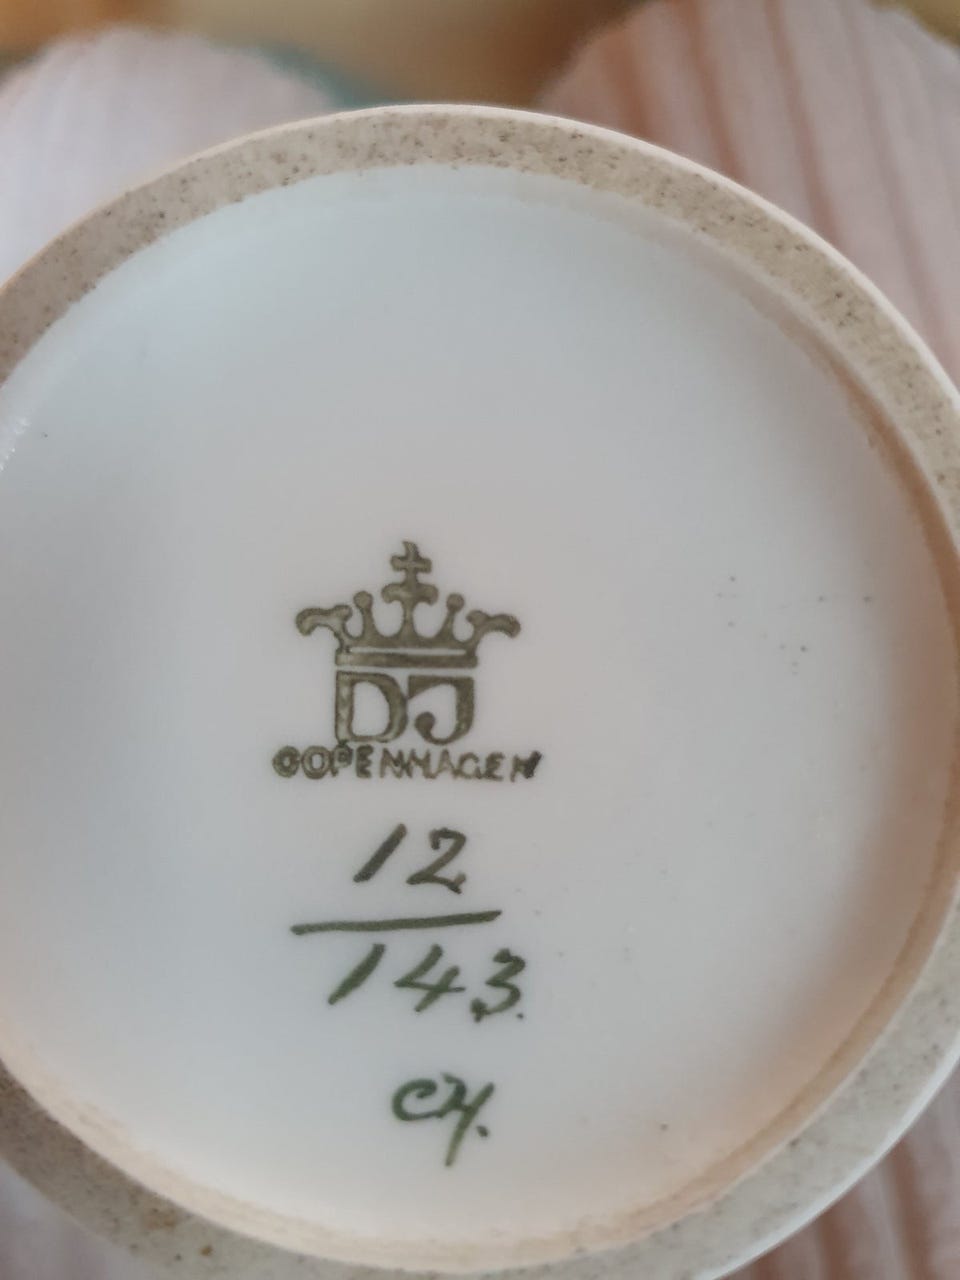 DJ
COPENHAGEN
12
143.
CH.